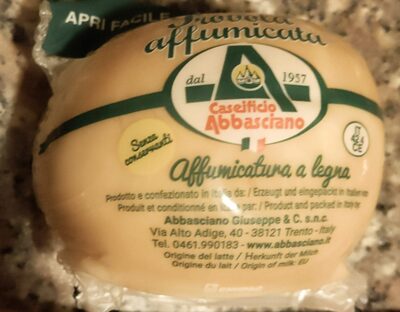 APRI FACILE
Provola
affumicata
dal 1957
Caseificio
Abbasciano
Senza
conservanti
Affumicatura a legna
Prodotto e confezionato in Italia da: / Erzeugt und eingepackt in Italien von
Produit et conditionné en Italie par: / Product and packed in Italy by
Abbasciano Giuseppe & C. s.n.c.
Via Alto Adige, 40 - 38121 Trento - Italy
Tel. 0461.990183 - www.abbasciano.it
Origine del latte / Herkunft der Milch
Origine du lait / Origin of milk: EU